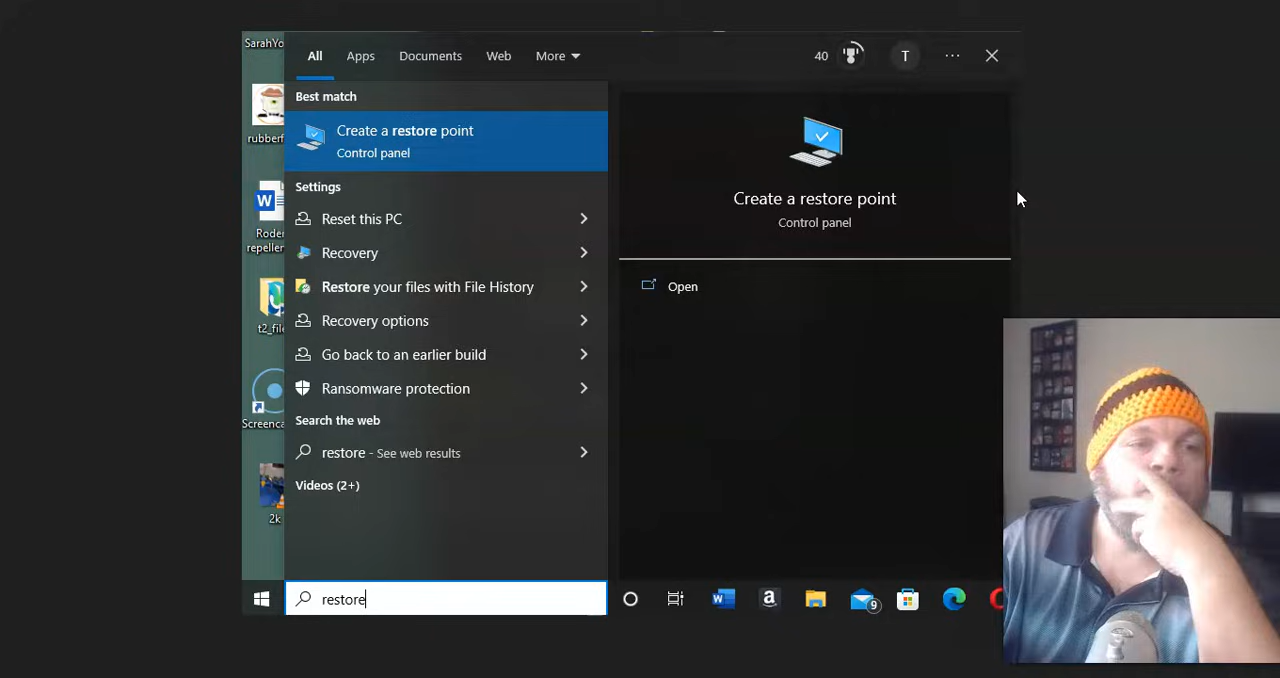 SarahYo
All Apps Documents Web More 40 T
Best match
rubberf
Create a restore point
Control panel
Create a restore point
Control panel
Settings
Reset this PC
Recovery
W
Roder
repeller
Restore your files with File History
Open
t2_file
Recovery options
Go back to an earlier build
Ransomware protection
Screenca
Search the web
restore - See web results
Videos (2+)
2k
restore
W a 9